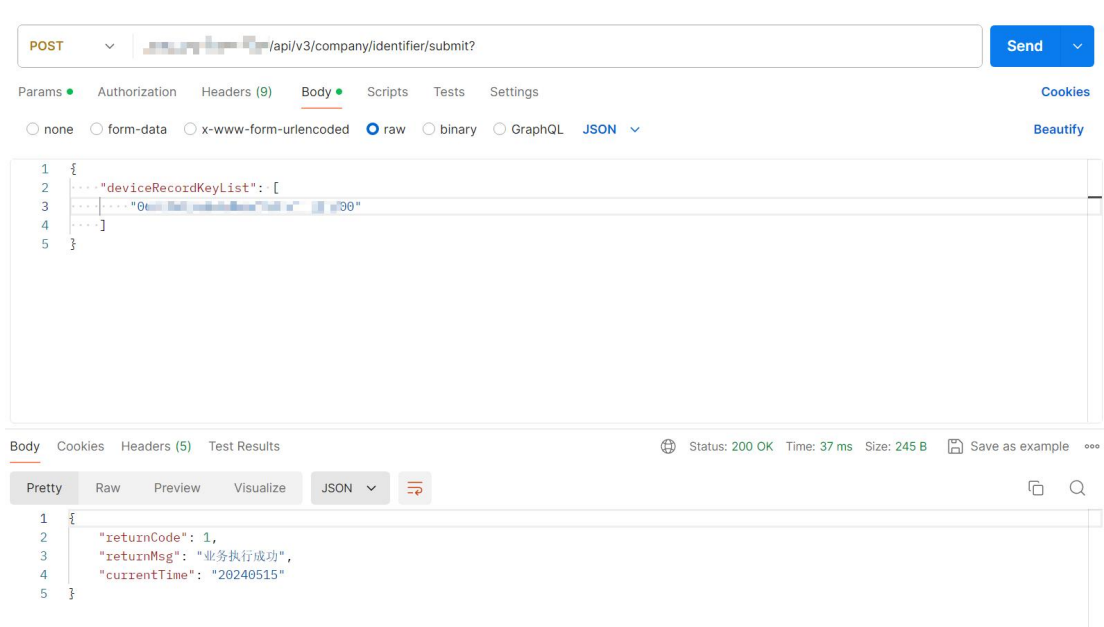 POST /api/v3/company/identifier/submit? Send
Params Authorization Headers (9) Body Scripts Tests Settings Cookies
none form-data x-www-form-urlencoded raw binary GraphQL JSON Beautify
1 {
2 "deviceRecordKeyList": [
3 "0 00"
4 ]
5 }
Body Cookies Headers (5) Test Results Status: 200 OK Time: 37 ms Size: 245 B Save as example
Pretty Raw Preview Visualize JSON
1 {
2 "returnCode": 1,
3 "returnMsg": "业务执行成功",
4 "currentTime": "20240515"
5 }